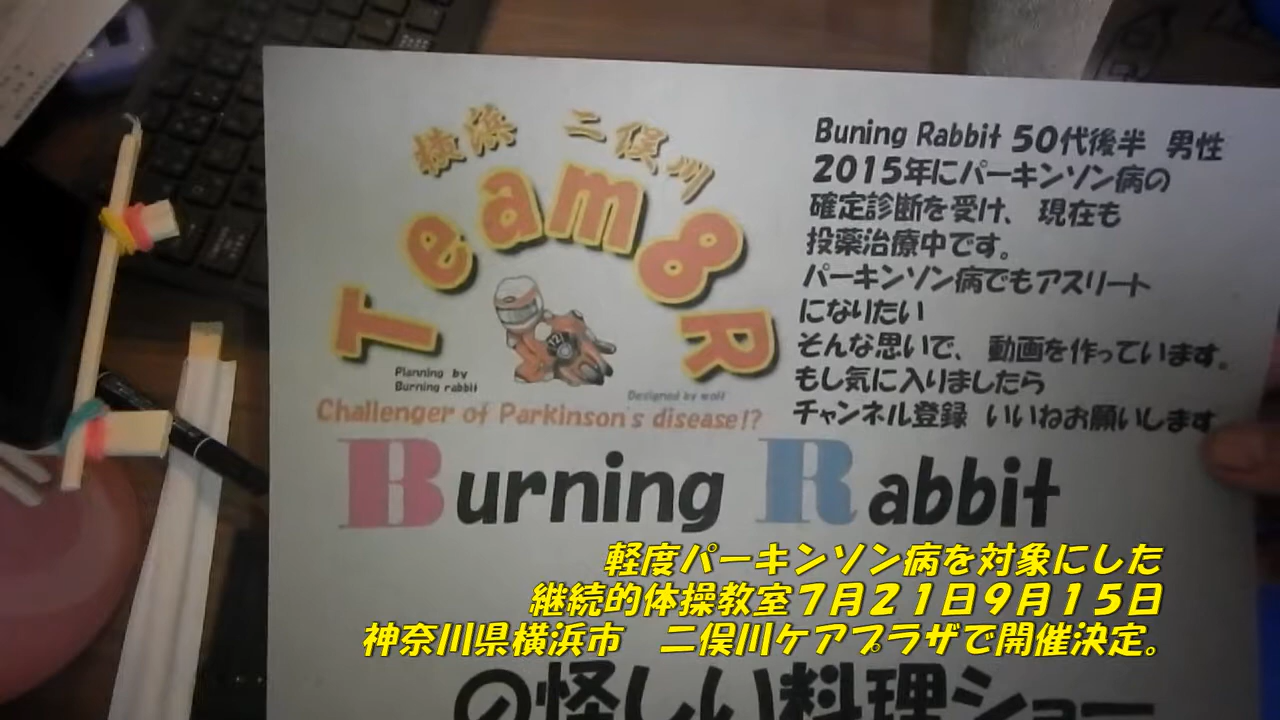 横浜 二俣川
Team8R
Planning by
Burning rabbit
Designed by wolf
Challenger of Parkinson's disease!?
Buning Rabbit 50代後半 男性
2015年にパーキンソン病の
確定診断を受け、 現在も
投薬治療中です。
パーキンソン病でもアスリート
になりたい
そんな思いで、 動画を作っています。
もし気に入りましたら
チャンネル登録 いいねお願いします
Burning Rabbit
軽度パーキンソン病を対象にした
継続的体操教室7月21日9月15日
神奈川県横浜市 二俣川ケアプラザで開催決定。
の怪しい料理ショー